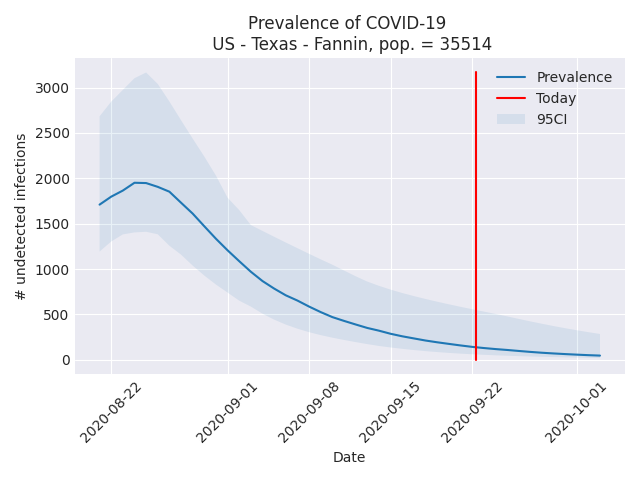 Prevalence of COVID-19
US - Texas - Fannin, pop. = 35514
Prevalence
Today
95CI
# undetected infections
3000
2500
2000
1500
1000
500
0
2020-08-22
2020-09-01
2020-09-08
2020-09-15
2020-09-22
2020-10-01
Date